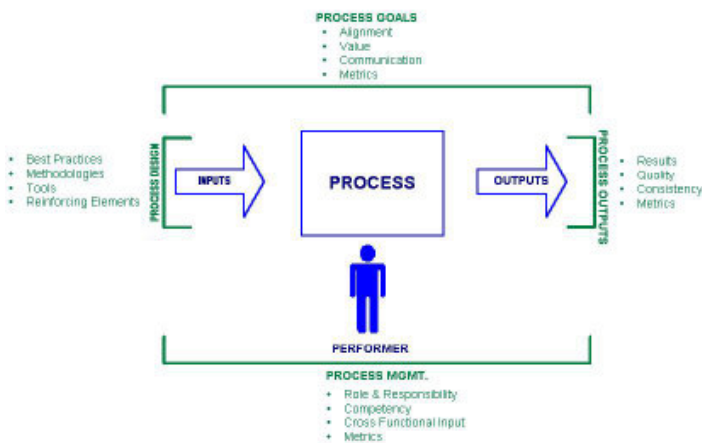 PROCESS GOALS
• Alignment
• Value
• Communication
• Metrics
• Best Practices
• Methodologies
• Tools
• Reinforcing Elements
PROCESS DESIGN
INPUTS
PROCESS
OUTPUTS
PROCESS OUTPUTS
• Results
• Quality
• Consistency
• Metrics
PERFORMER
PROCESS MGMT.
• Role & Responsibility
• Competency
• Cross Functional Input
• Metrics